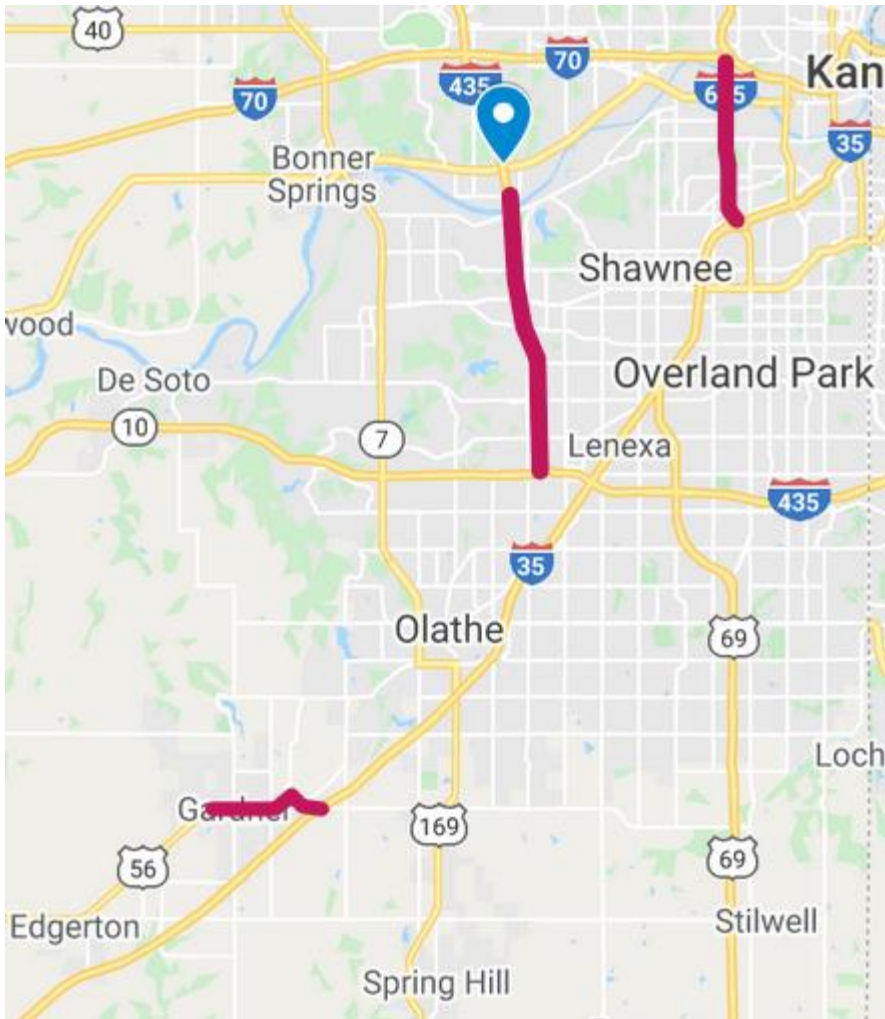 40
70
435
70
Kan
35
Bonner
Springs
Shawnee
wood
De Soto
Overland Park
10
7
Lenexa
435
35
Olathe
69
Loch
Gardner
169
56
69
Edgerton
Stilwell
Spring Hill